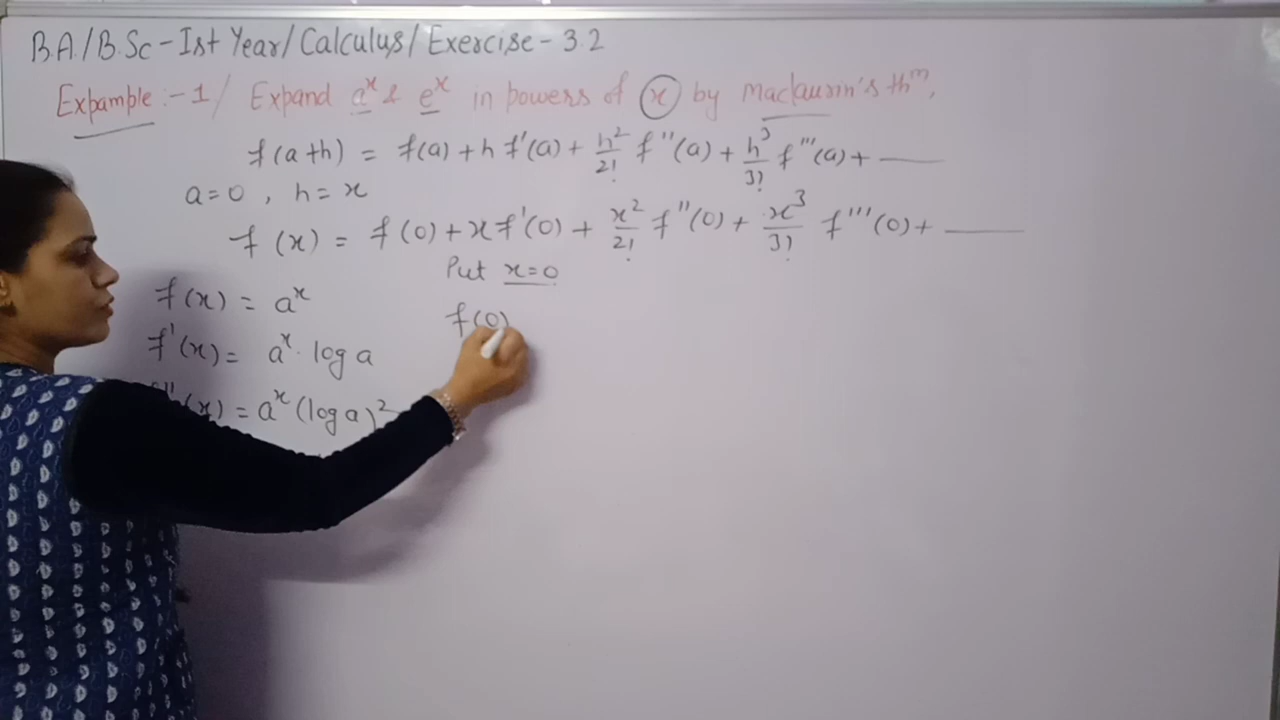 B.A./B.Sc - Ist Year/Calculus/Exercise - 3.2
Expample :- 1/ Expand a^x & e^x in powers of x by maclaurin's th^m.
f(a+h) = f(a) + h f'(a) + h²/2! f''(a) + h³/3! f'''(a) + ——
a=0 , h=x
f(x) = f(0) + x f'(0) + x²/2! f''(0) + x³/3! f'''(0) + ——
Put x=0
f(x) = a^x
f(0)
f'(x) = a^x · log a
(x) = a^x (log a)²